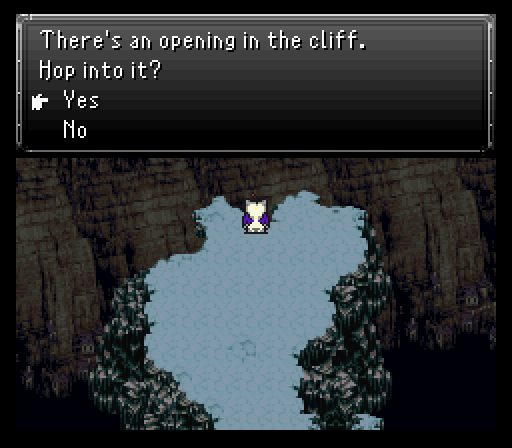 There's an opening in the cliff.
Hop into it?
Yes
No